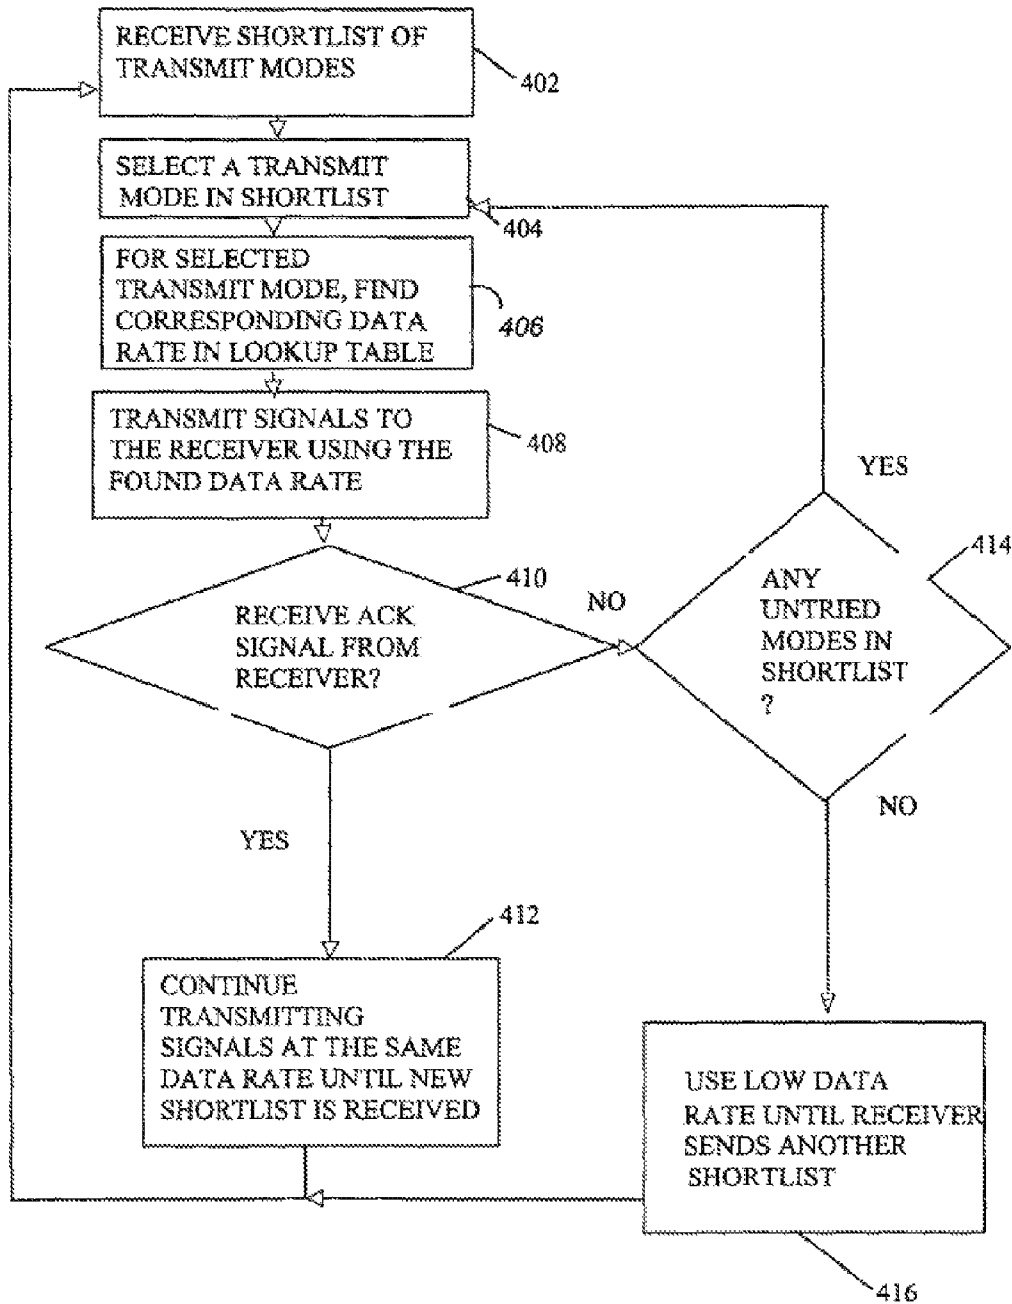 RECEIVE SHORTLIST OF
TRANSMIT MODES
402
SELECT A TRANSMIT
MODE IN SHORTLIST
404
FOR SELECTED
TRANSMIT MODE, FIND
CORRESPONDING DATA
RATE IN LOOKUP TABLE
406
TRANSMIT SIGNALS TO
THE RECEIVER USING THE
FOUND DATA RATE
408
RECEIVE ACK
SIGNAL FROM
RECEIVER?
410
NO
YES
ANY
UNTRIED
MODES IN
SHORTLIST
?
414
YES
NO
CONTINUE
TRANSMITTING
SIGNALS AT THE SAME
DATA RATE UNTIL NEW
SHORTLIST IS RECEIVED
412
USE LOW DATA
RATE UNTIL RECEIVER
SENDS ANOTHER
SHORTLIST
416